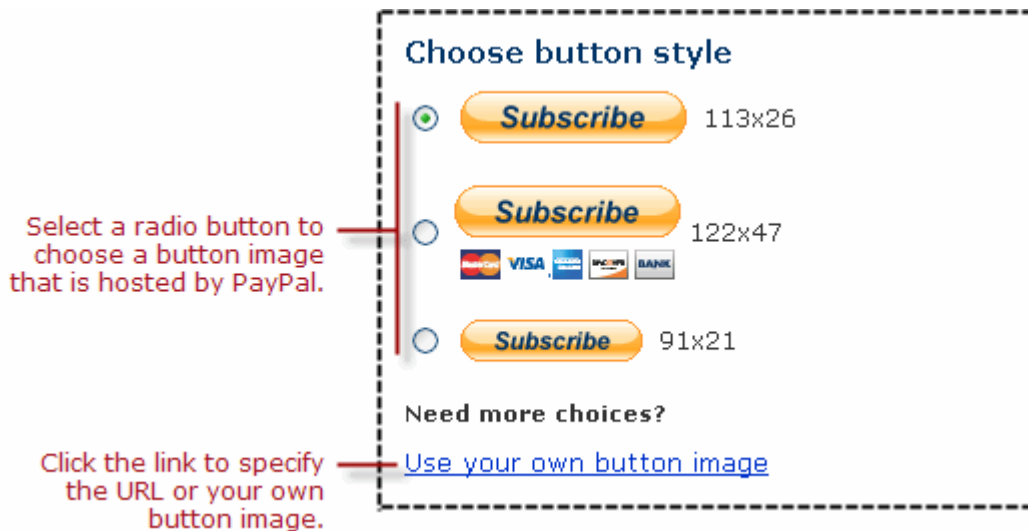 Choose button style
Subscribe 113x26
Subscribe 122x47
MasterCard VISA BANK
Subscribe 91x21
Need more choices?
Use your own button image
Select a radio button to
choose a button image
that is hosted by PayPal.
Click the link to specify
the URL or your own
button image.